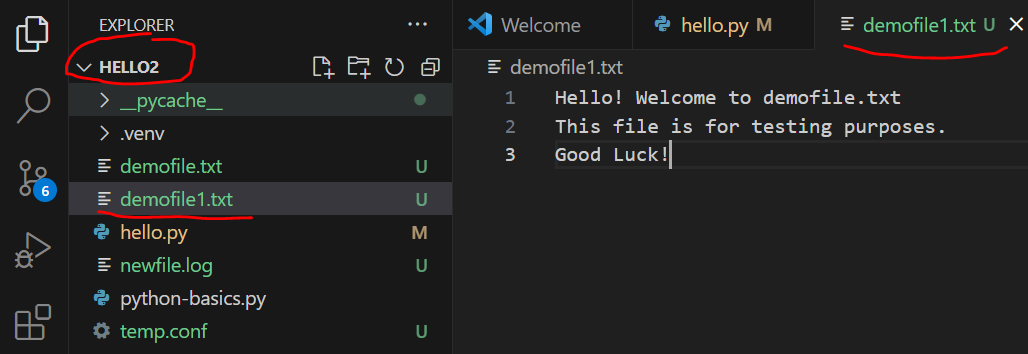 EXPLORER
···
Welcome
hello.py M
demofile1.txt U
HELLO2
demofile1.txt
__pycache__
1 Hello! Welcome to demofile.txt
.venv
2 This file is for testing purposes.
demofile.txt U
3 Good Luck!
demofile1.txt U
6
hello.py M
newfile.log U
python-basics.py
temp.conf U